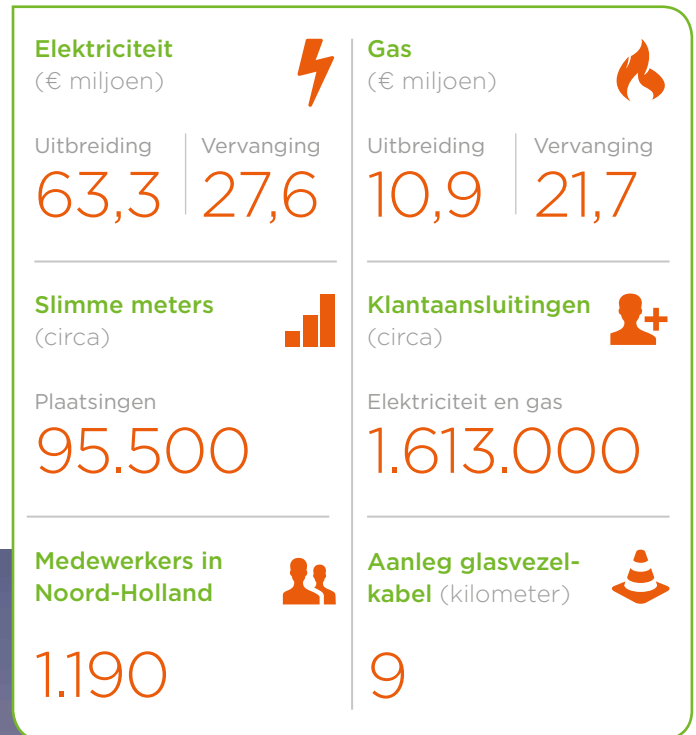 Elektriciteit
(€ miljoen)
Uitbreiding
63,3
Vervanging
27,6
Gas
(€ miljoen)
Uitbreiding
10,9
Vervanging
21,7
Slimme meters
(circa)
Plaatsingen
95.500
Klantaansluitingen
(circa)
Elektriciteit en gas
1.613.000
Medewerkers in
Noord-Holland
1.190
Aanleg glasvezel-
kabel (kilometer)
9